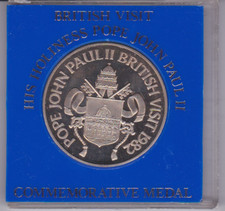 BRITISH VISIT
HIS HOLINESS POPE JOHN PAUL II
POPE JOHN PAUL II BRITISH VISIT 1982
COMMEMORATIVE MEDAL